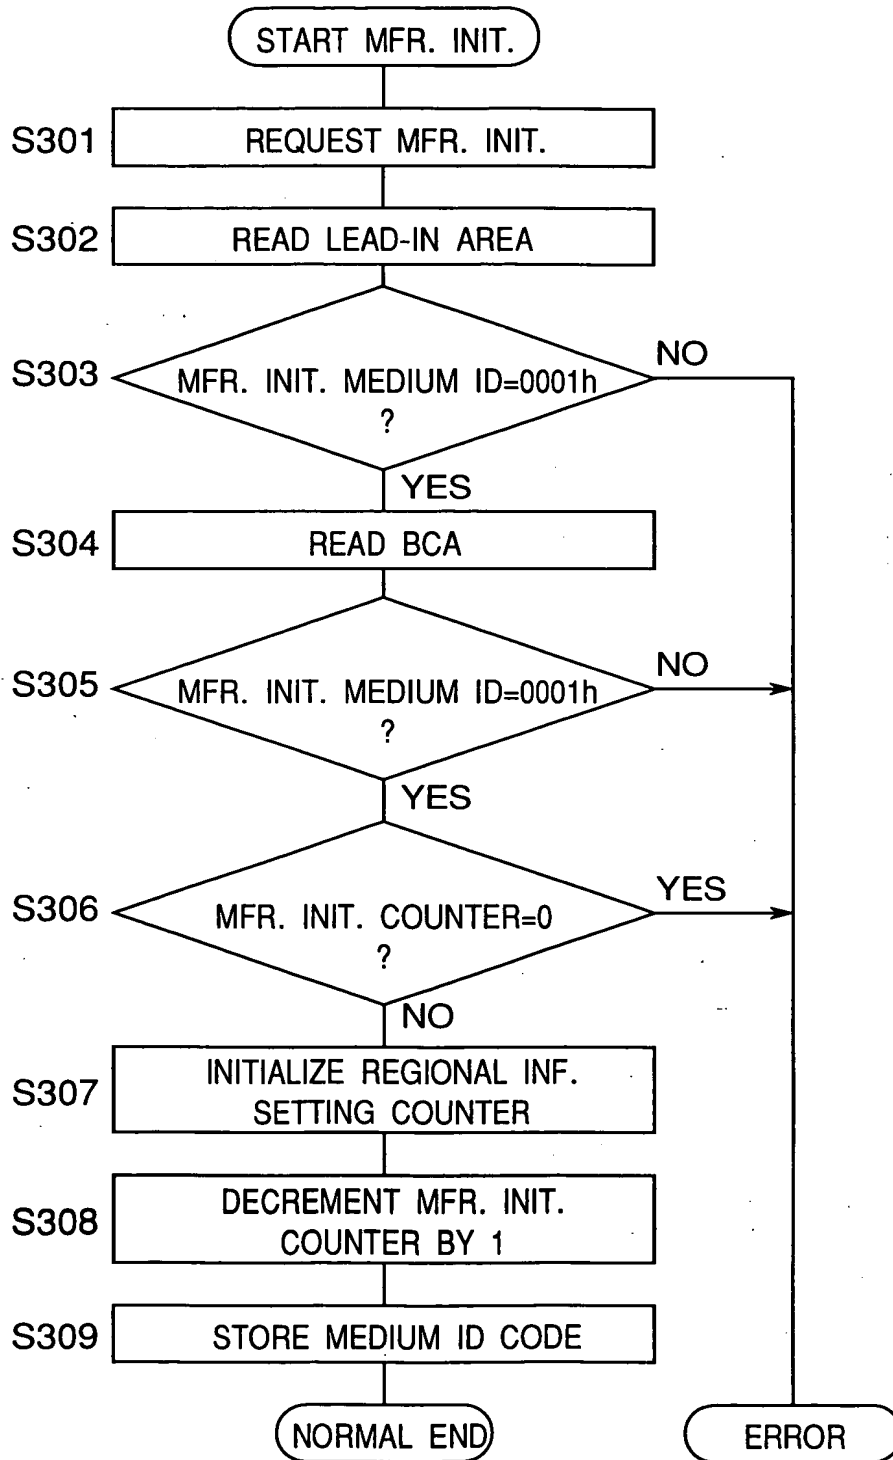 START MFR. INIT.
S301
REQUEST MFR. INIT.
S302
READ LEAD-IN AREA
S303
MFR. INIT. MEDIUM ID=0001h
?
NO
YES
S304
READ BCA
S305
MFR. INIT. MEDIUM ID=0001h
?
NO
YES
S306
MFR. INIT. COUNTER=0
?
YES
NO
S307
INITIALIZE REGIONAL INF.
SETTING COUNTER
S308
DECREMENT MFR. INIT.
COUNTER BY 1
S309
STORE MEDIUM ID CODE
NORMAL END
ERROR